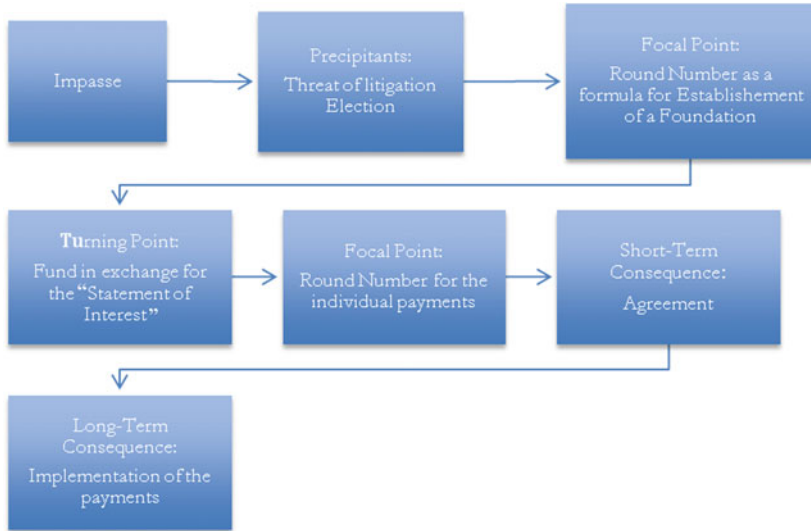 Impasse
Precipitants:
Threat of litigation
Election
Focal Point:
Round Number as a
formula for Establishement
of a Foundation
Turning Point:
Fund in exchange for
the “Statement of
Interest”
Focal Point:
Round Number for the
individual payments
Short-Term
Consequence:
Agreement
Long-Term
Consequence:
Implementation of the
payments